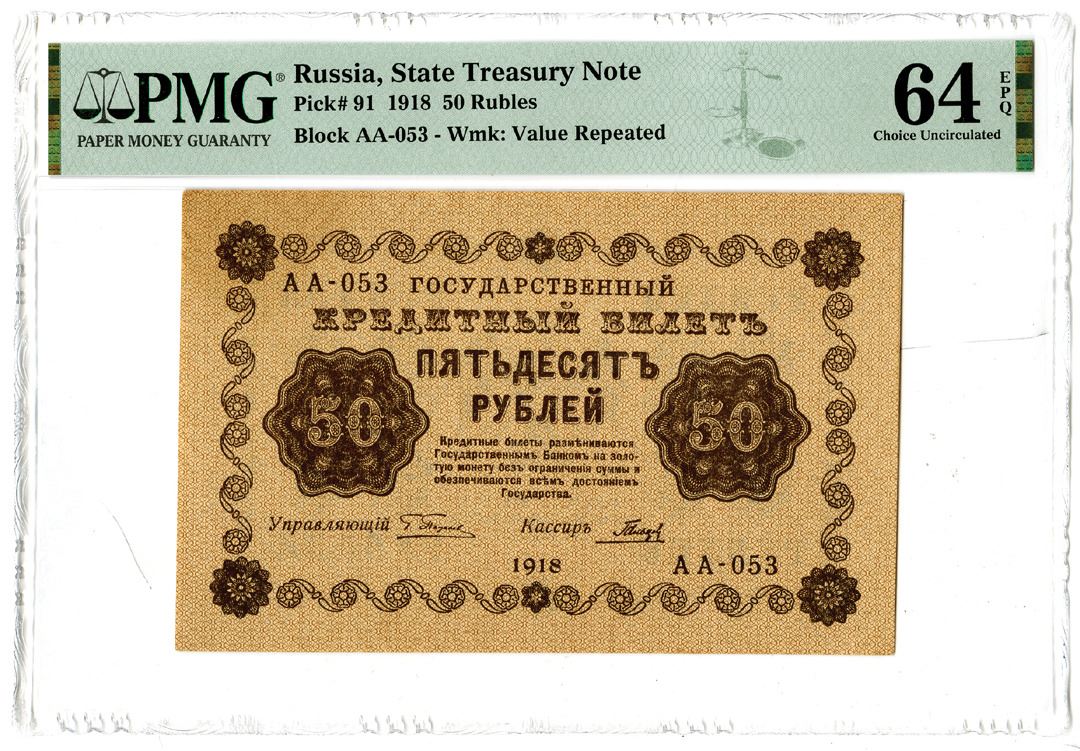 PMG®
PAPER MONEY GUARANTY
Russia, State Treasury Note
Pick# 91 1918 50 Rubles
Block AA-053 - Wmk: Value Repeated
64 EPQ
Choice Uncirculated
АА-053 ГОСУДАРСТВЕННЫЙ
КРЕДИТНЫЙ БИЛЕТЪ
ПЯТЬДЕСЯТЪ
РУБЛЕЙ
50 50
Кредитные билеты размѣниваются
Государственнымъ Банкомъ на золо-
тую монету безъ ограниченія суммы и
обезпечиваются всѣмъ достояніемъ
Государства.
Управляющій Кассиръ
1918 АА-053